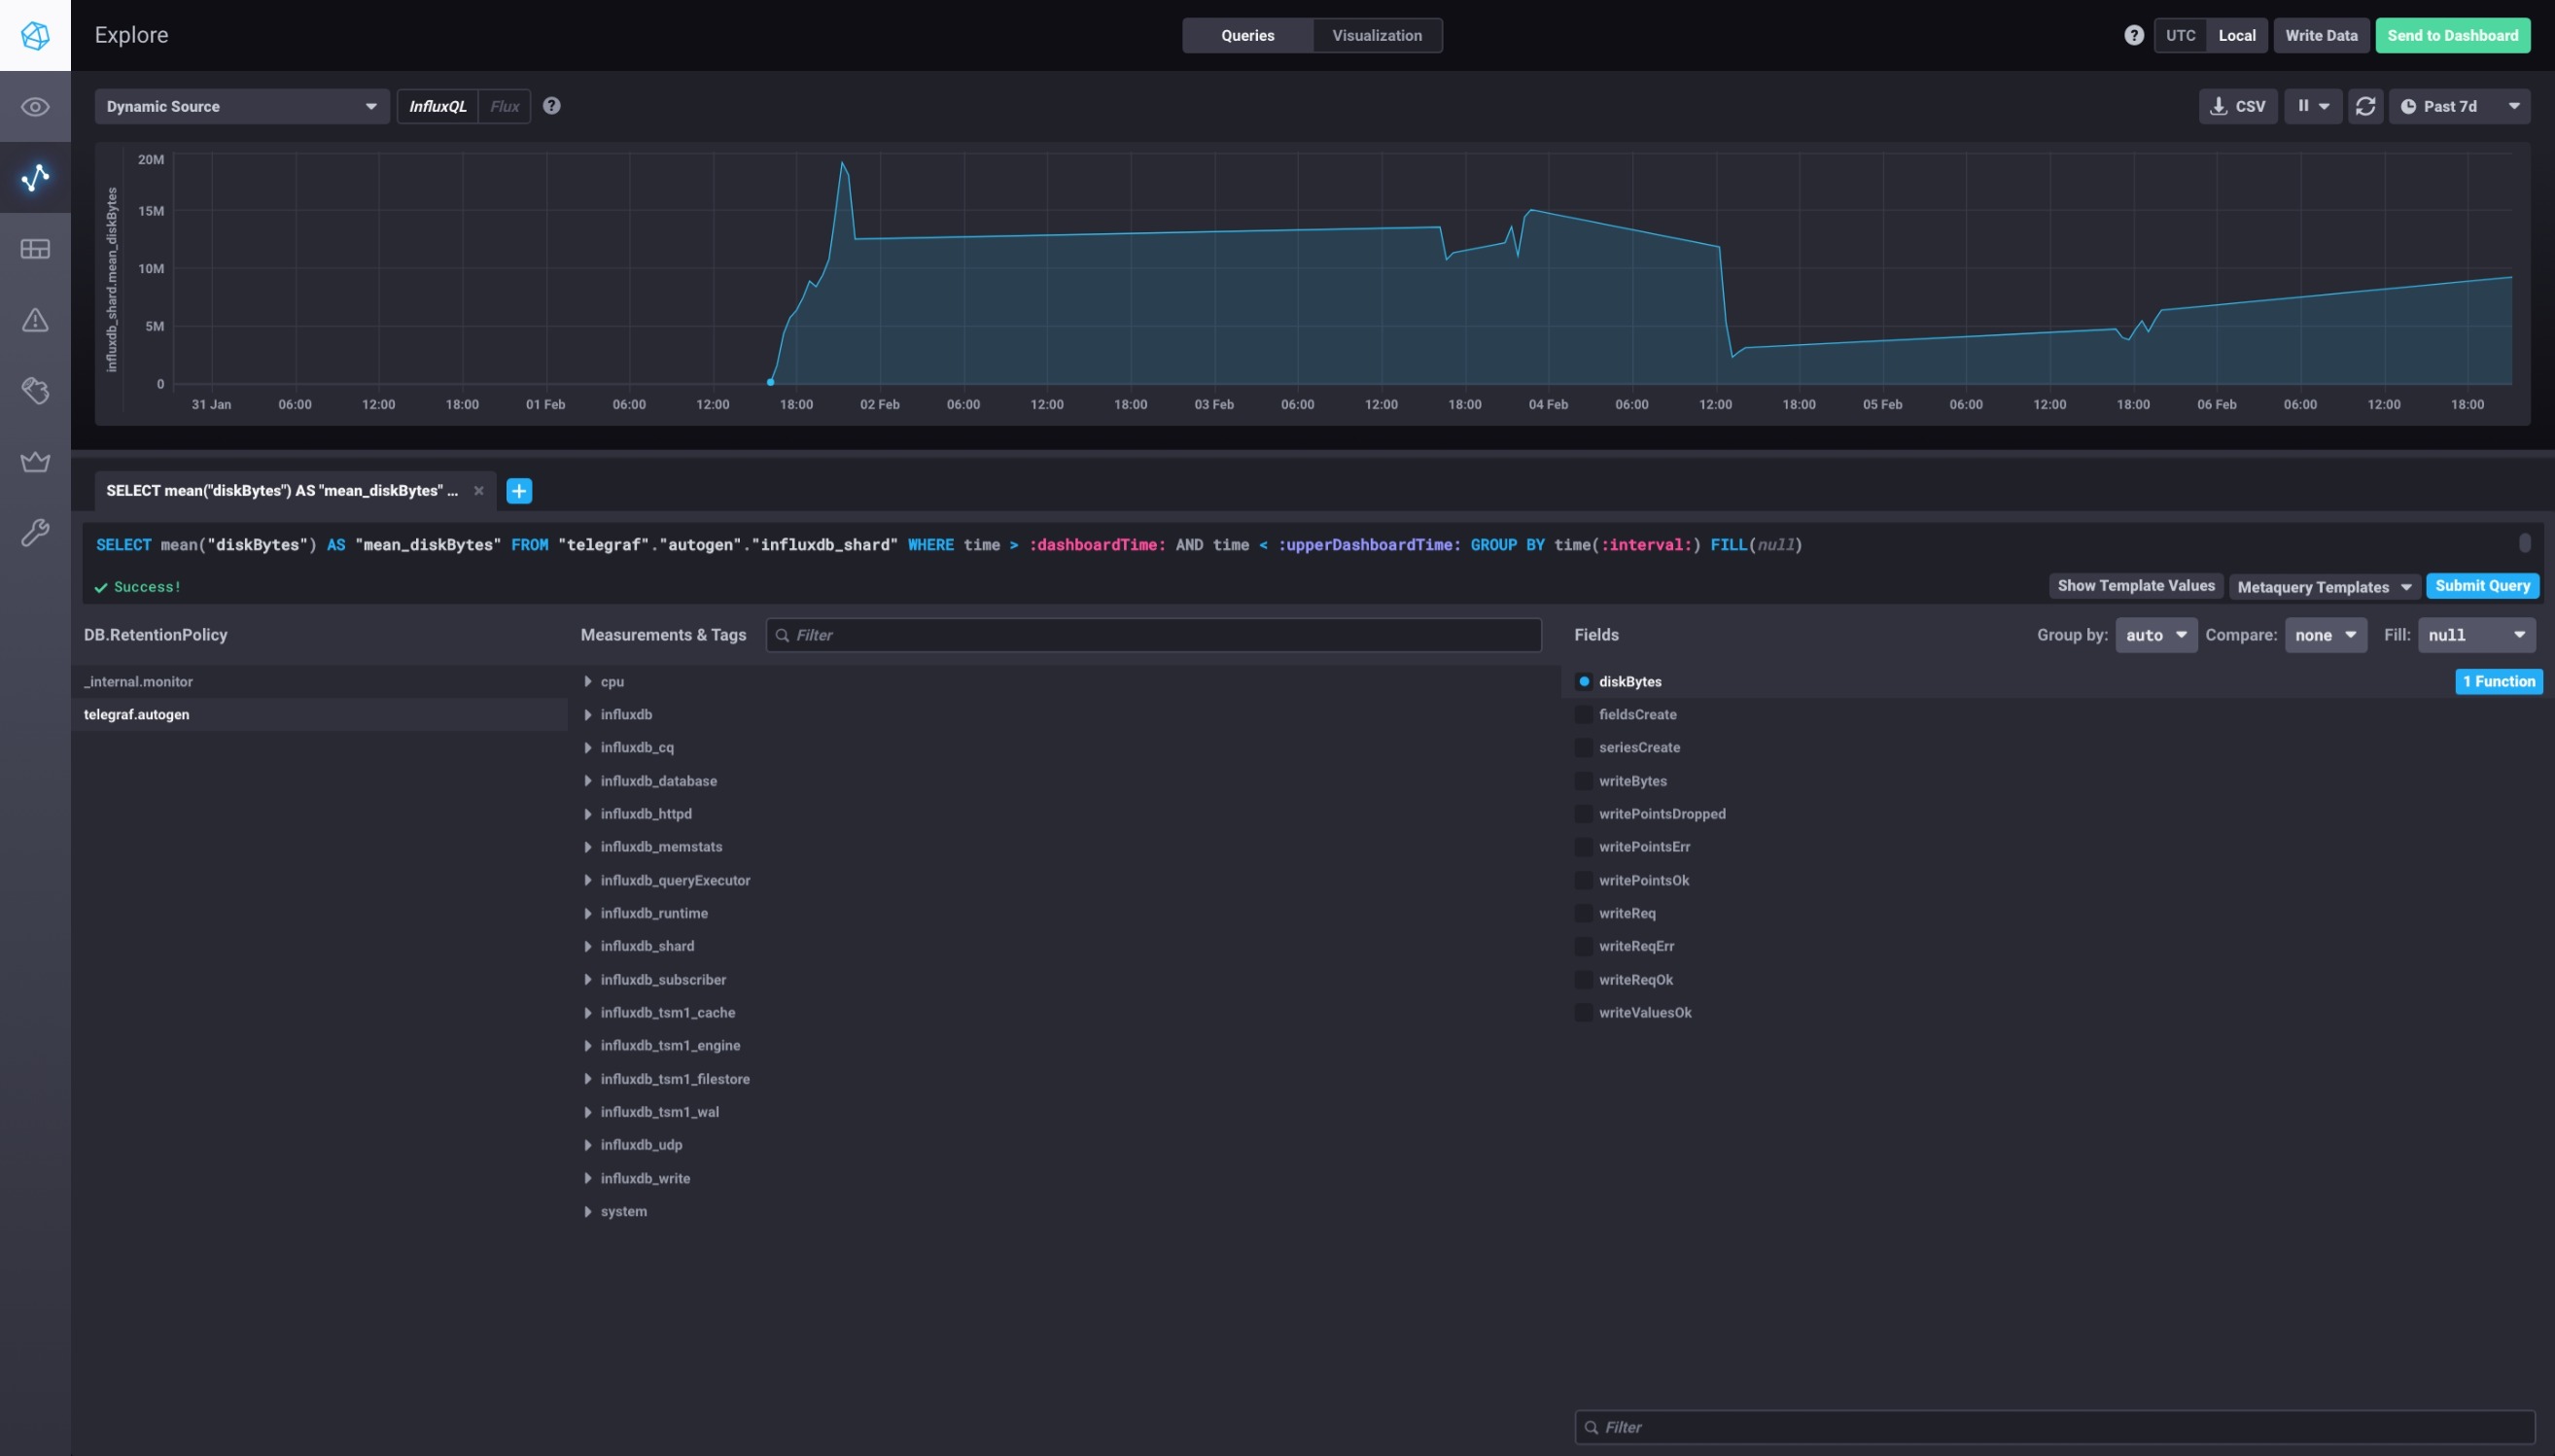 Explore
Queries
Visualization
UTC
Local
Write Data
Send to Dashboard
Dynamic Source
InfluxQL
Flux
CSV
Past 7d
influxdb_shard.mean_diskBytes
20M
15M
10M
5M
0
31 Jan 06:00 12:00 18:00 01 Feb 06:00 12:00 18:00 02 Feb 06:00 12:00 18:00 03 Feb 06:00 12:00 18:00 04 Feb 06:00 12:00 18:00 05 Feb 06:00 12:00 18:00 06 Feb 06:00 12:00 18:00
SELECT mean("diskBytes") AS "mean_diskBytes" ...
SELECT mean("diskBytes") AS "mean_diskBytes" FROM "telegraf"."autogen"."influxdb_shard" WHERE time > :dashboardTime: AND time < :upperDashboardTime: GROUP BY time(:interval:) FILL(null)
Success!
Show Template Values
Metaquery Templates
Submit Query
DB.RetentionPolicy
_internal.monitor
telegraf.autogen
Measurements & Tags
Filter
cpu
influxdb
influxdb_cq
influxdb_database
influxdb_httpd
influxdb_memstats
influxdb_queryExecutor
influxdb_runtime
influxdb_shard
influxdb_subscriber
influxdb_tsm1_cache
influxdb_tsm1_engine
influxdb_tsm1_filestore
influxdb_tsm1_wal
influxdb_udp
influxdb_write
system
Fields
Group by: auto
Compare: none
Fill: null
diskBytes
1 Function
fieldsCreate
seriesCreate
writeBytes
writePointsDropped
writePointsErr
writePointsOk
writeReq
writeReqErr
writeReqOk
writeValuesOk
Filter